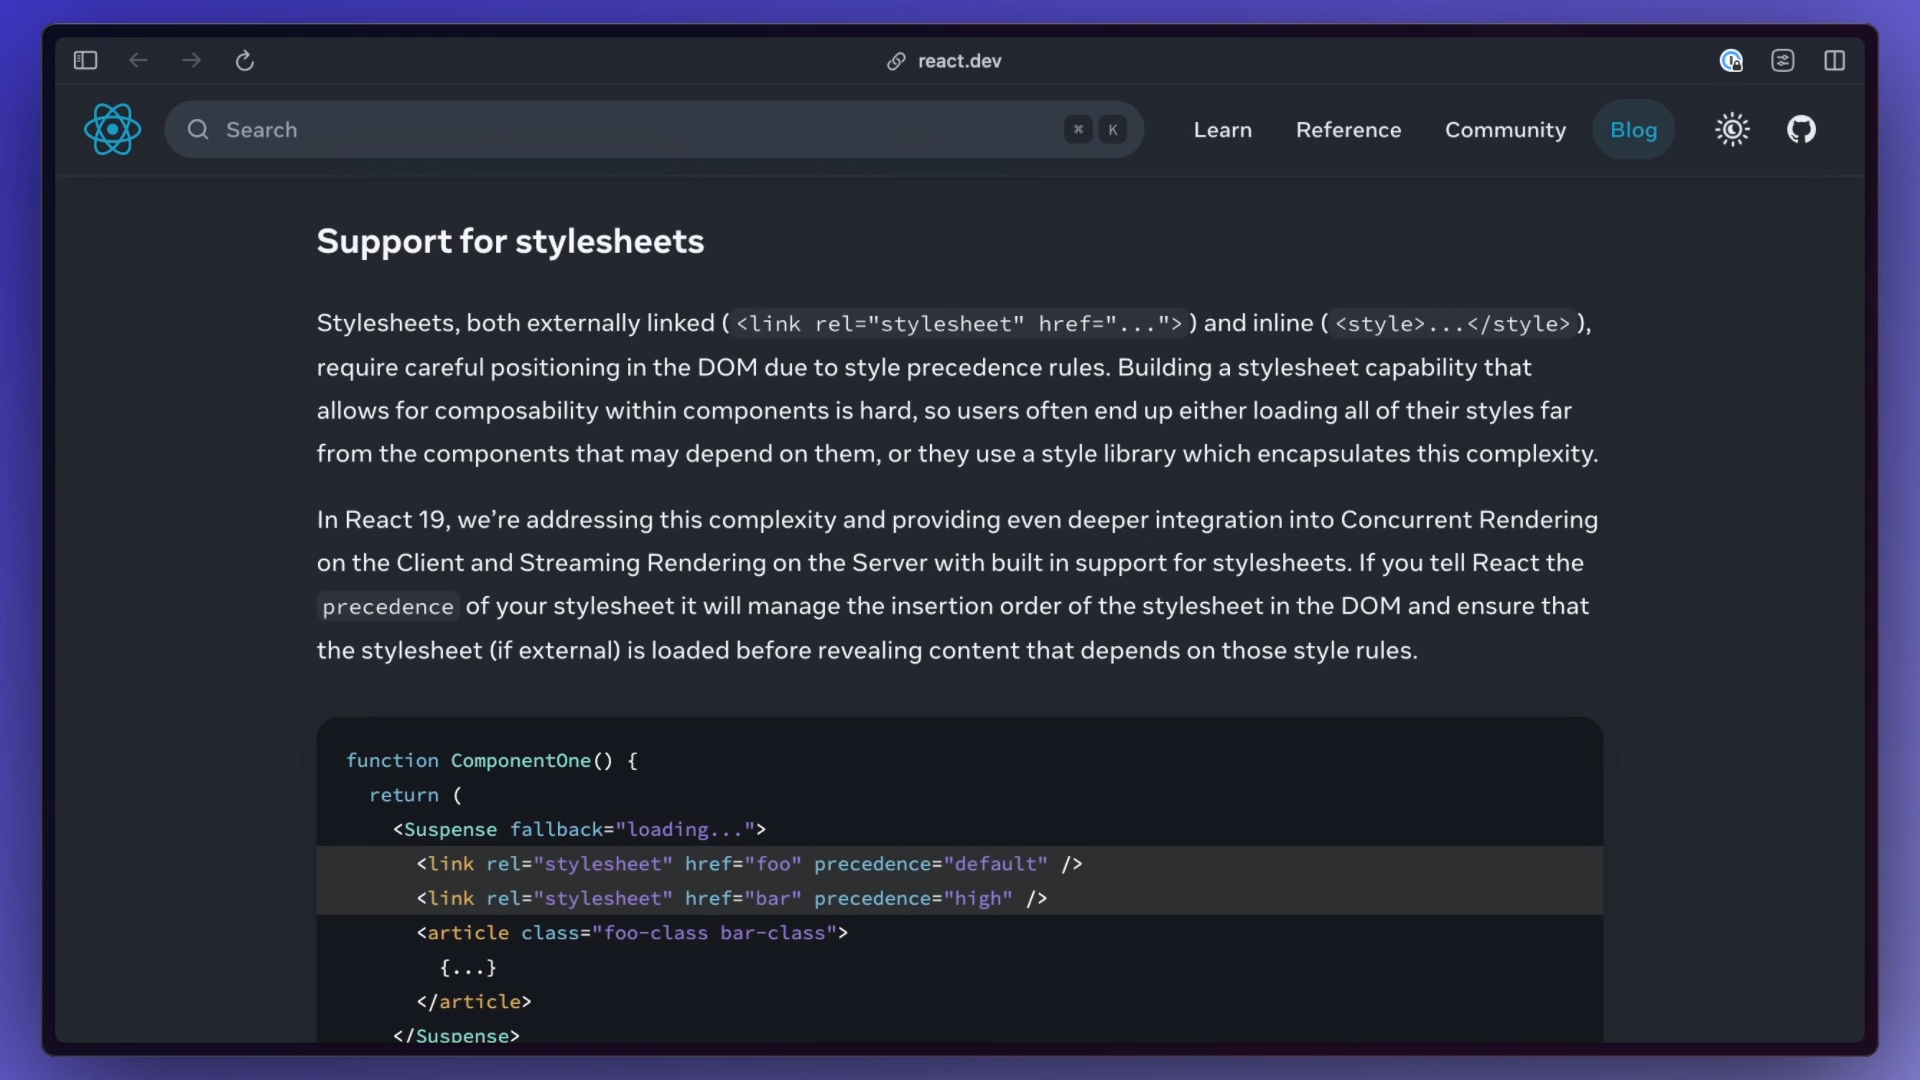 react.dev
Search ⌘ K Learn Reference Community Blog
Support for stylesheets
Stylesheets, both externally linked (<link rel="stylesheet" href="...">) and inline (<style>...</style>),
require careful positioning in the DOM due to style precedence rules. Building a stylesheet capability that
allows for composability within components is hard, so users often end up either loading all of their styles far
from the components that may depend on them, or they use a style library which encapsulates this complexity.
In React 19, we’re addressing this complexity and providing even deeper integration into Concurrent Rendering
on the Client and Streaming Rendering on the Server with built in support for stylesheets. If you tell React the
precedence of your stylesheet it will manage the insertion order of the stylesheet in the DOM and ensure that
the stylesheet (if external) is loaded before revealing content that depends on those style rules.
function ComponentOne() {
  return (
    <Suspense fallback="loading...">
      <link rel="stylesheet" href="foo" precedence="default" />
      <link rel="stylesheet" href="bar" precedence="high" />
      <article class="foo-class bar-class">
        {...}
      </article>
    </Suspense>